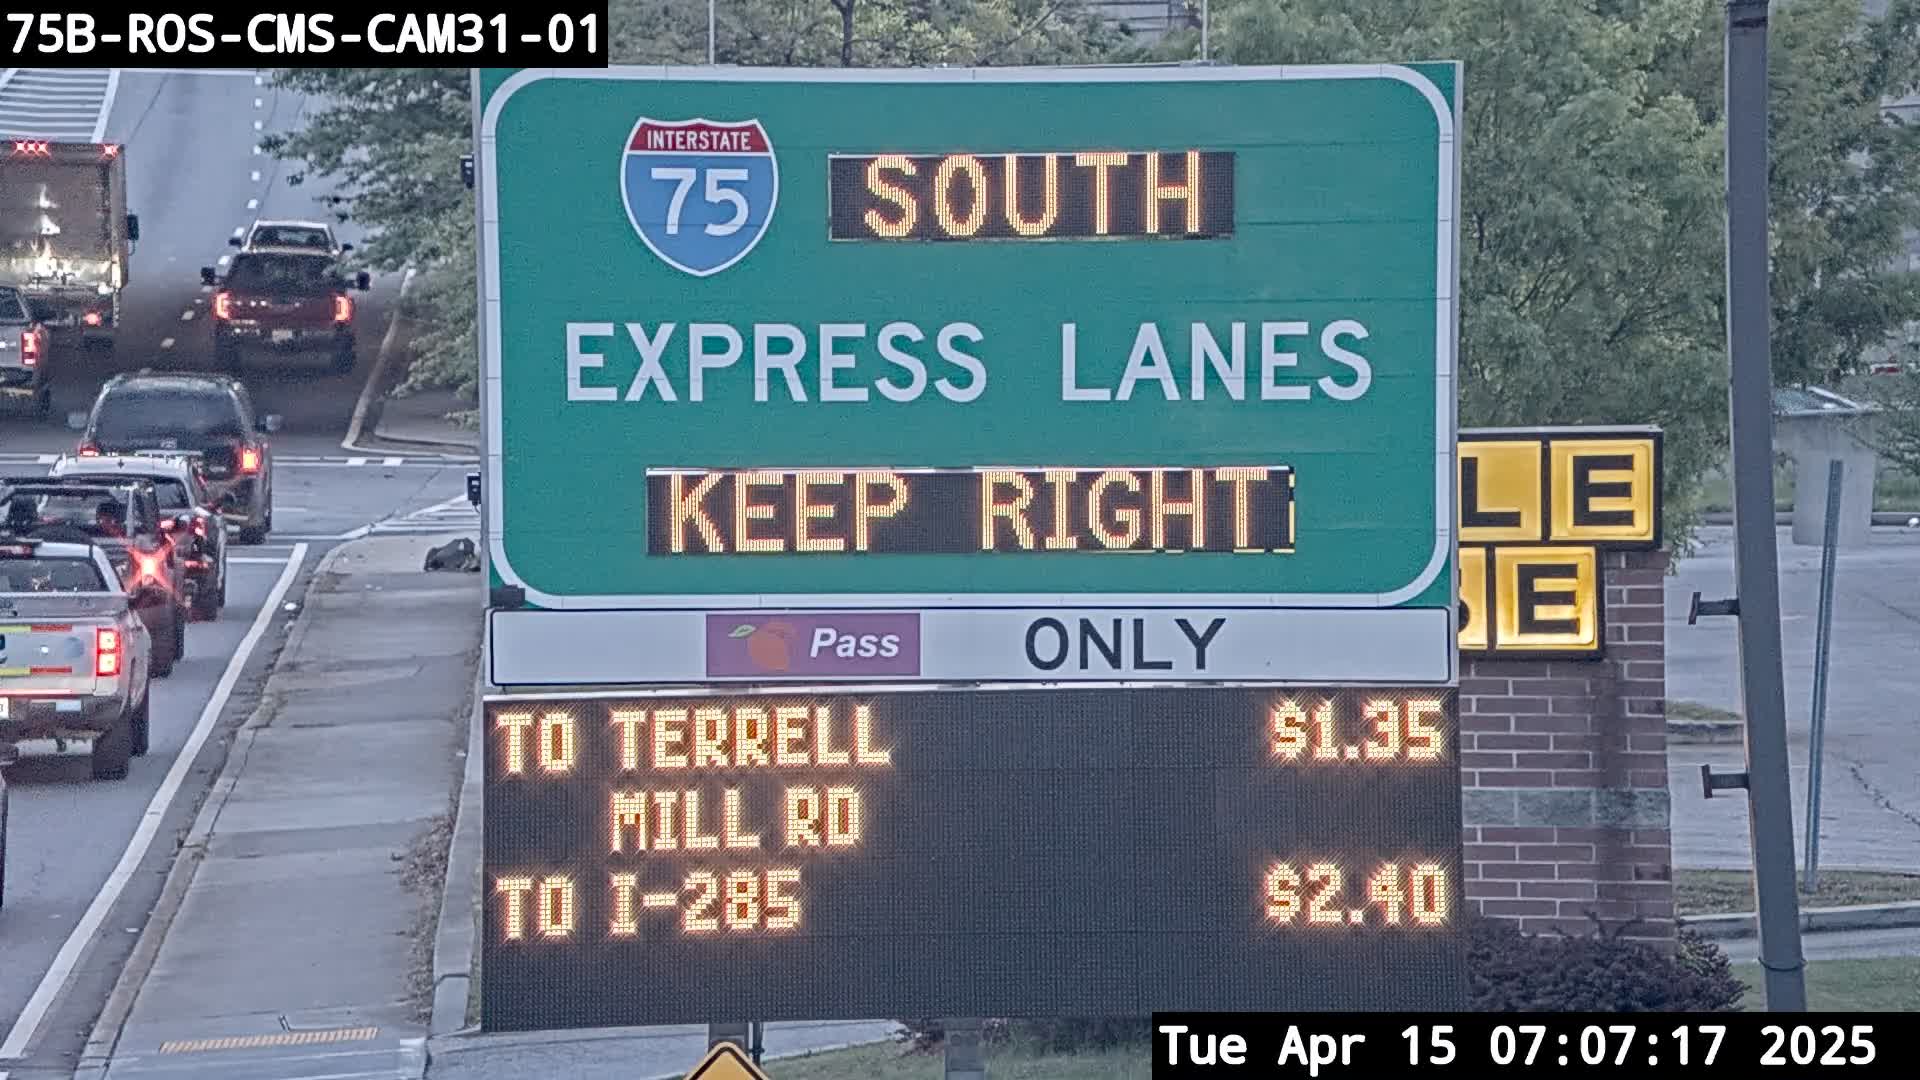 75B-ROS-CMS-CAM31-01
INTERSTATE
75
SOUTH
EXPRESS LANES
KEEP RIGHT
Pass ONLY
TO TERRELL $1.35
MILL RD
TO I-285 $2.40
LE
E
Tue Apr 15 07:07:17 2025